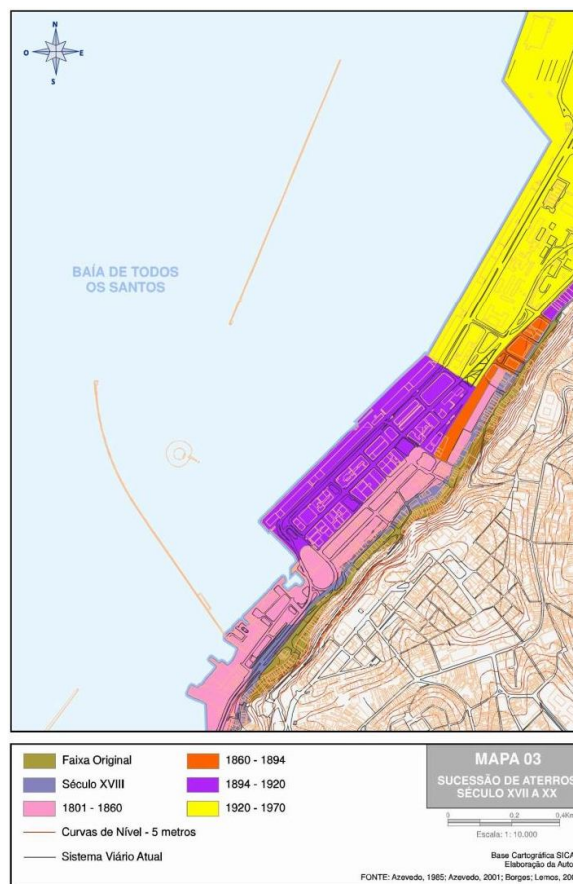 N
O
E
S
BAÍA DE TODOS
OS SANTOS
Faixa Original
Século XVIII
1801 - 1860
1860 - 1894
1894 - 1920
1920 - 1970
Curvas de Nível - 5 metros
Sistema Viário Atual
MAPA 03
SUCESSÃO DE ATERROS
SÉCULO XVII A XX
0 0,2 0,4Km
Escala: 1: 10.000
Base Cartográfica SICA
Elaboração da Auto
FONTE: Azevedo, 1985; Azevedo, 2001; Borges; Lemos, 200